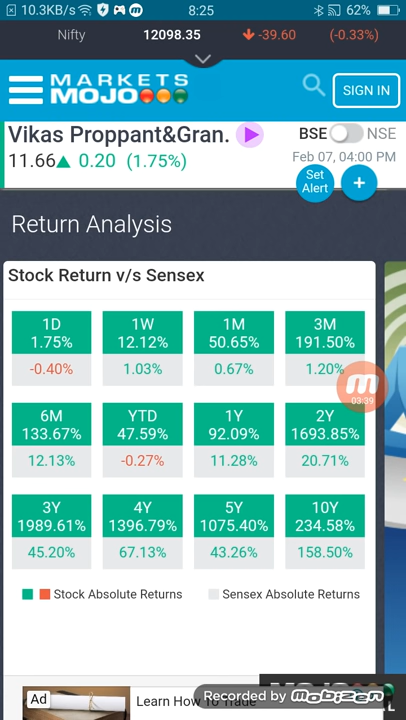 10.3KB/s 8:25 62%
Nifty 12098.35 -39.60 (-0.33%)
MARKETS
MOJO
SIGN IN
Vikas Proppant&Gran. BSE NSE
11.66 0.20 (1.75%) Feb 07, 04:00 PM
Set
Alert
+
Return Analysis
Stock Return v/s Sensex
1D 1W 1M 3M
1.75% 12.12% 50.65% 191.50%
-0.40% 1.03% 0.67% 1.20%
03:39
6M YTD 1Y 2Y
133.67% 47.59% 92.09% 1693.85%
12.13% -0.27% 11.28% 20.71%
3Y 4Y 5Y 10Y
1989.61% 1396.79% 1075.40% 234.58%
45.20% 67.13% 43.26% 158.50%
Stock Absolute Returns Sensex Absolute Returns
Ad Learn How To Trade
Recorded by mobizen